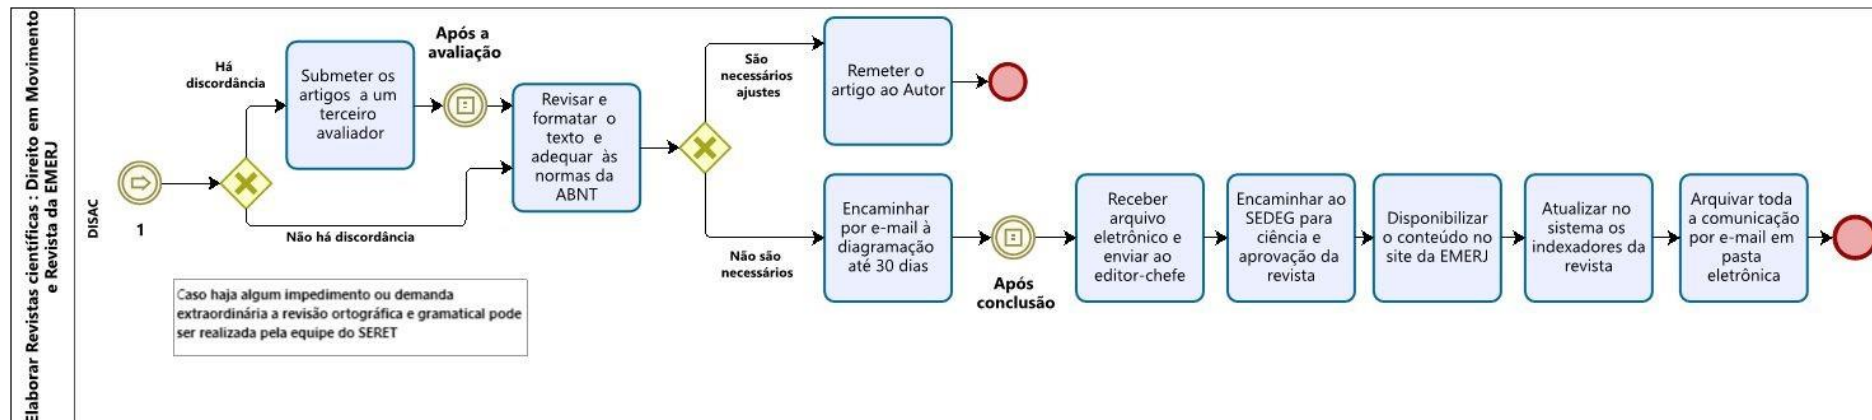 Elaborar Revistas científicas : Direito em Movimento
e Revista da EMERJ
DISAC
1
Há
discordância
Não há discordância
Submeter os
artigos a um
terceiro
avaliador
Após a
avaliação
Revisar e
formatar o
texto e
adequar às
normas da
ABNT
São
necessários
ajustes
Não são
necessários
Remeter o
artigo ao Autor
Encaminhar
por e-mail à
diagramação
até 30 dias
Após
conclusão
Receber
arquivo
eletrônico e
enviar ao
editor-chefe
Encaminhar ao
SEDEG para
ciência e
aprovação da
revista
Disponibilizar
o conteúdo no
site da EMERJ
Atualizar no
sistema os
indexadores da
revista
Arquivar toda
a comunicação
por e-mail em
pasta
eletrônica
Caso haja algum impedimento ou demanda
extraordinária a revisão ortográfica e gramatical pode
ser realizada pela equipe do SERET